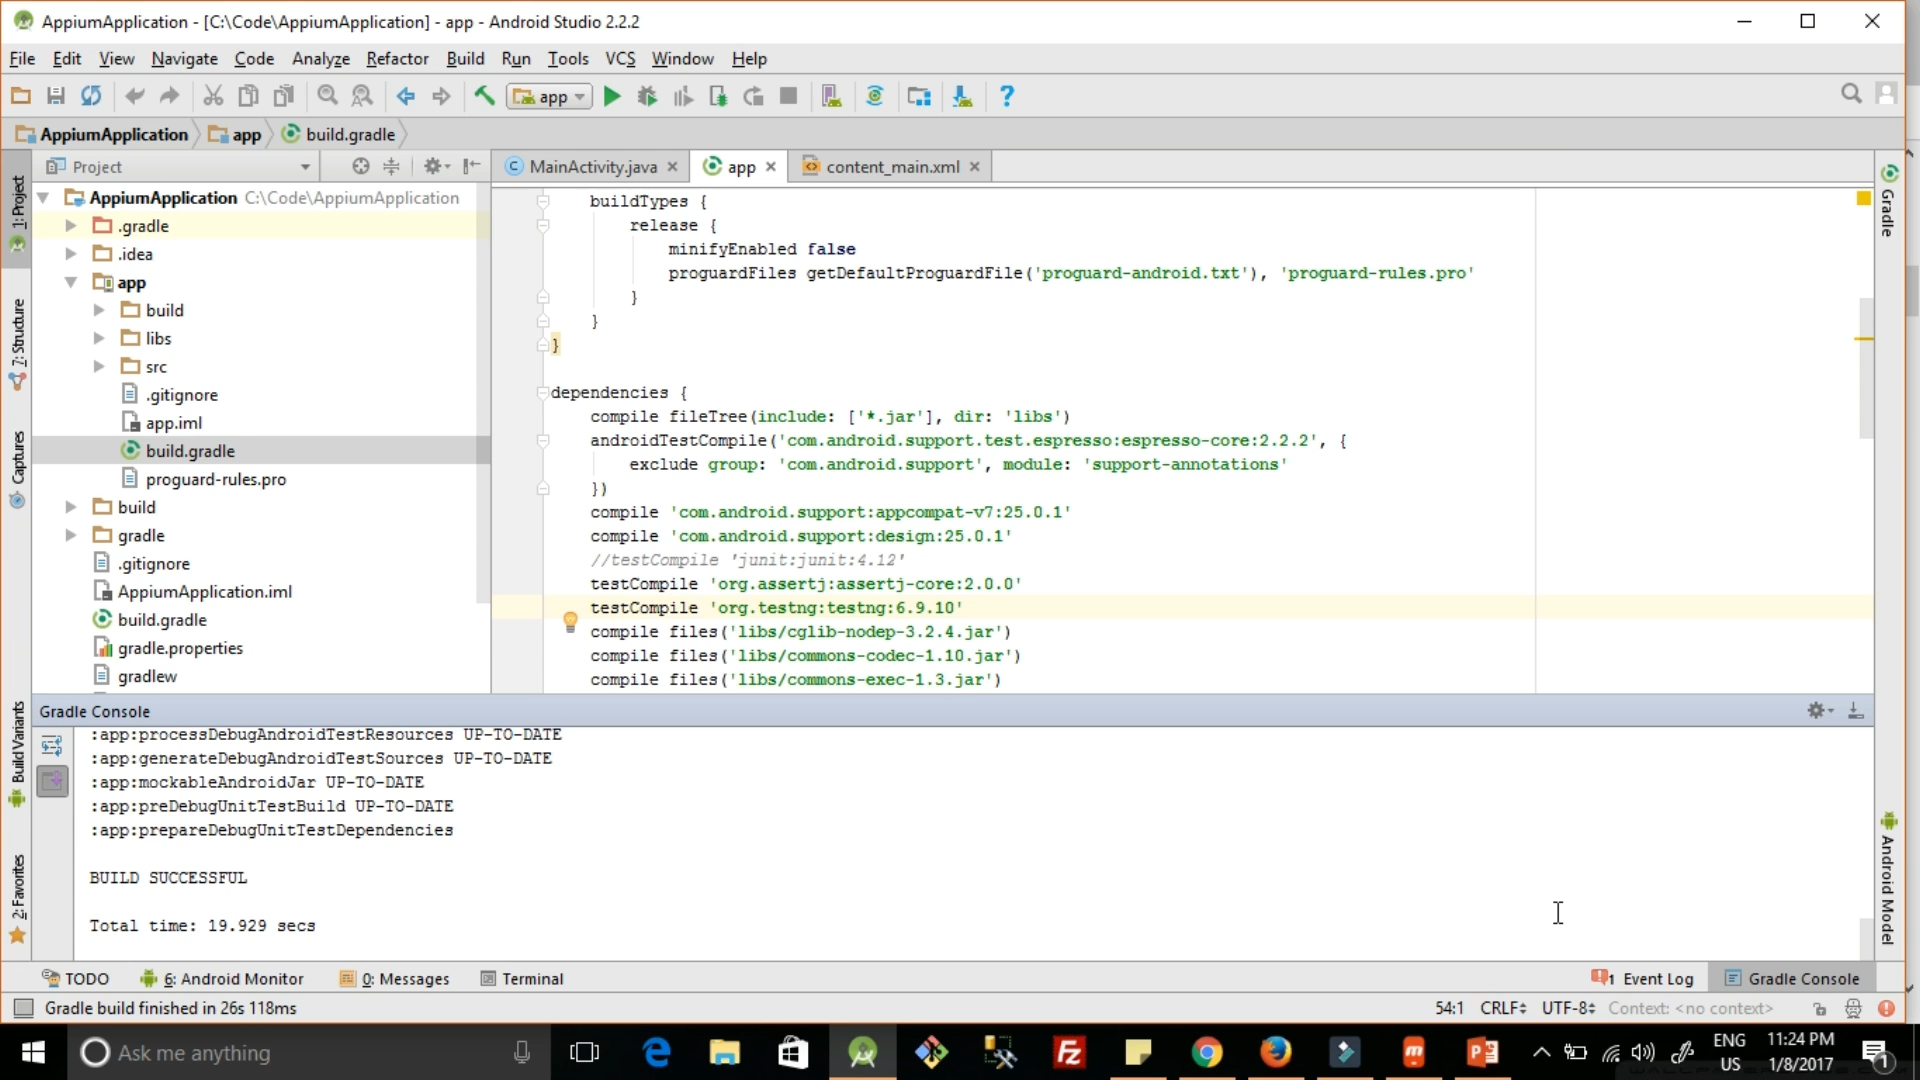 AppiumApplication - [C:\Code\AppiumApplication] - app - Android Studio 2.2.2
File Edit View Navigate Code Analyze Refactor Build Run Tools VCS Window Help
app
AppiumApplication app build.gradle
Project
MainActivity.java app content_main.xml
1: Project
7: Structure
Captures
Build Variants
2: Favorites
AppiumApplication C:\Code\AppiumApplication
.gradle
.idea
app
build
libs
src
.gitignore
app.iml
build.gradle
proguard-rules.pro
build
gradle
.gitignore
AppiumApplication.iml
build.gradle
gradle.properties
gradlew
buildTypes {
release {
minifyEnabled false
proguardFiles getDefaultProguardFile('proguard-android.txt'), 'proguard-rules.pro'
}
}
}
dependencies {
compile fileTree(include: ['*.jar'], dir: 'libs')
androidTestCompile('com.android.support.test.espresso:espresso-core:2.2.2', {
exclude group: 'com.android.support', module: 'support-annotations'
})
compile 'com.android.support:appcompat-v7:25.0.1'
compile 'com.android.support:design:25.0.1'
//testCompile 'junit:junit:4.12'
testCompile 'org.assertj:assertj-core:2.0.0'
testCompile 'org.testng:testng:6.9.10'
compile files('libs/cglib-nodep-3.2.4.jar')
compile files('libs/commons-codec-1.10.jar')
compile files('libs/commons-exec-1.3.jar')
Gradle
Android Model
Gradle Console
:app:processDebugAndroidTestResources UP-TO-DATE
:app:generateDebugAndroidTestSources UP-TO-DATE
:app:mockableAndroidJar UP-TO-DATE
:app:preDebugUnitTestBuild UP-TO-DATE
:app:prepareDebugUnitTestDependencies
BUILD SUCCESSFUL
Total time: 19.929 secs
TODO 6: Android Monitor 0: Messages Terminal 1 Event Log Gradle Console
Gradle build finished in 26s 118ms 54:1 CRLF UTF-8 Context: <no context>
Ask me anything
ENG
US
11:24 PM
1/8/2017
1